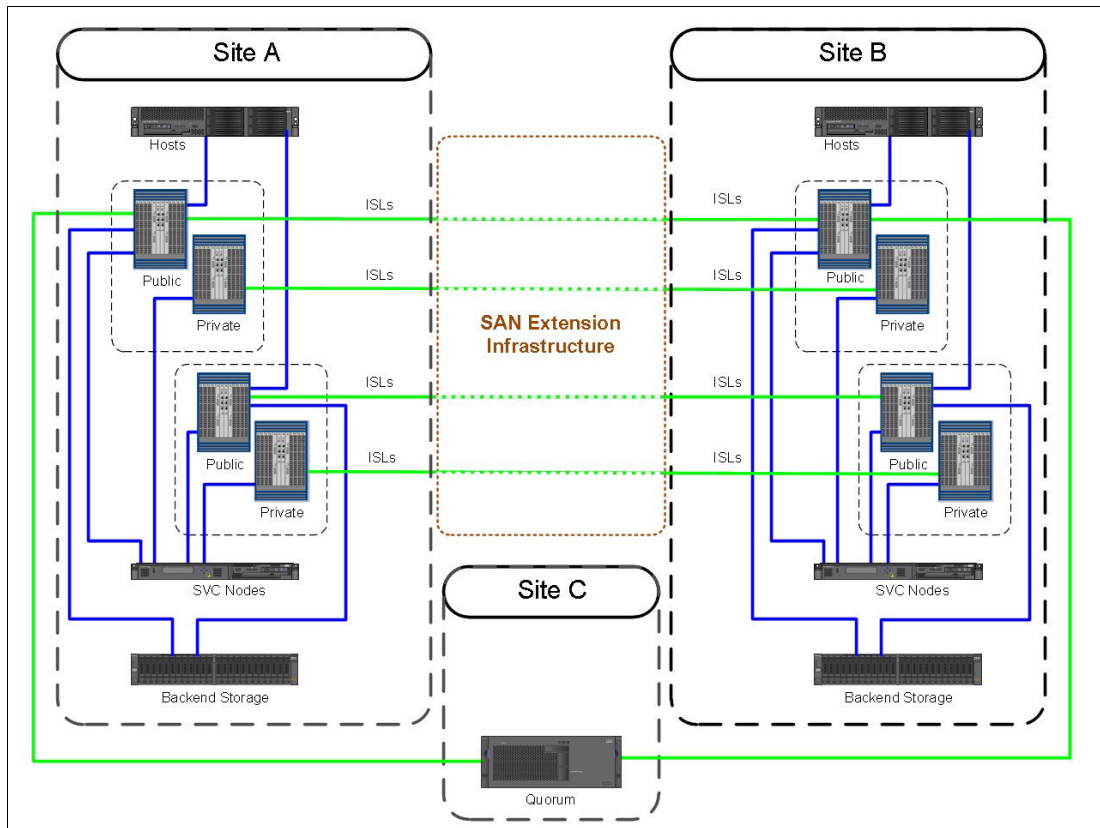 Site A
Site B
Hosts
Hosts
ISLs
ISLs
Public
Public
ISLs
ISLs
Private
Private
SAN Extension
Infrastructure
ISLs
ISLs
Public
Public
ISLs
ISLs
Private
Private
SVC Nodes
SVC Nodes
Site C
Backend Storage
Backend Storage
Quorum